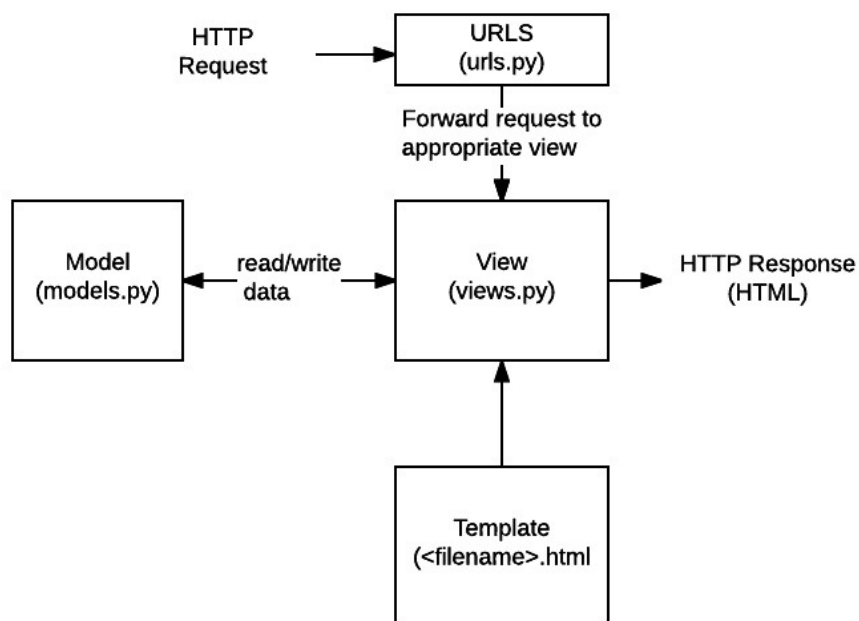 HTTP
Request
URLS
(urls.py)
Forward request to
appropriate view
Model
(models.py)
read/write
data
View
(views.py)
HTTP Response
(HTML)
Template
(<filename>.html